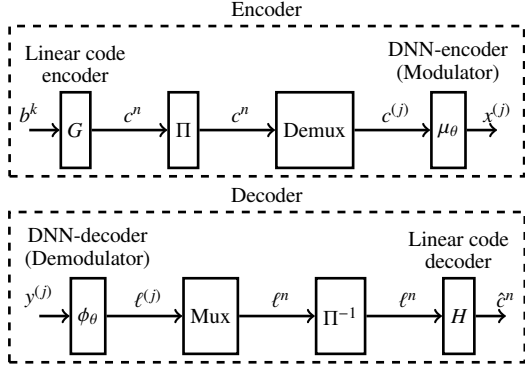 Encoder
Linear code
encoder
DNN-encoder
(Modulator)
b^k G c^n Π c^n Demux c^{(j)} μ_θ x^{(j)}
Decoder
DNN-decoder
(Demodulator)
Linear code
decoder
y^{(j)} ϕ_θ ℓ^{(j)} Mux ℓ^n Π^{−1} ℓ^n H ĉ^n